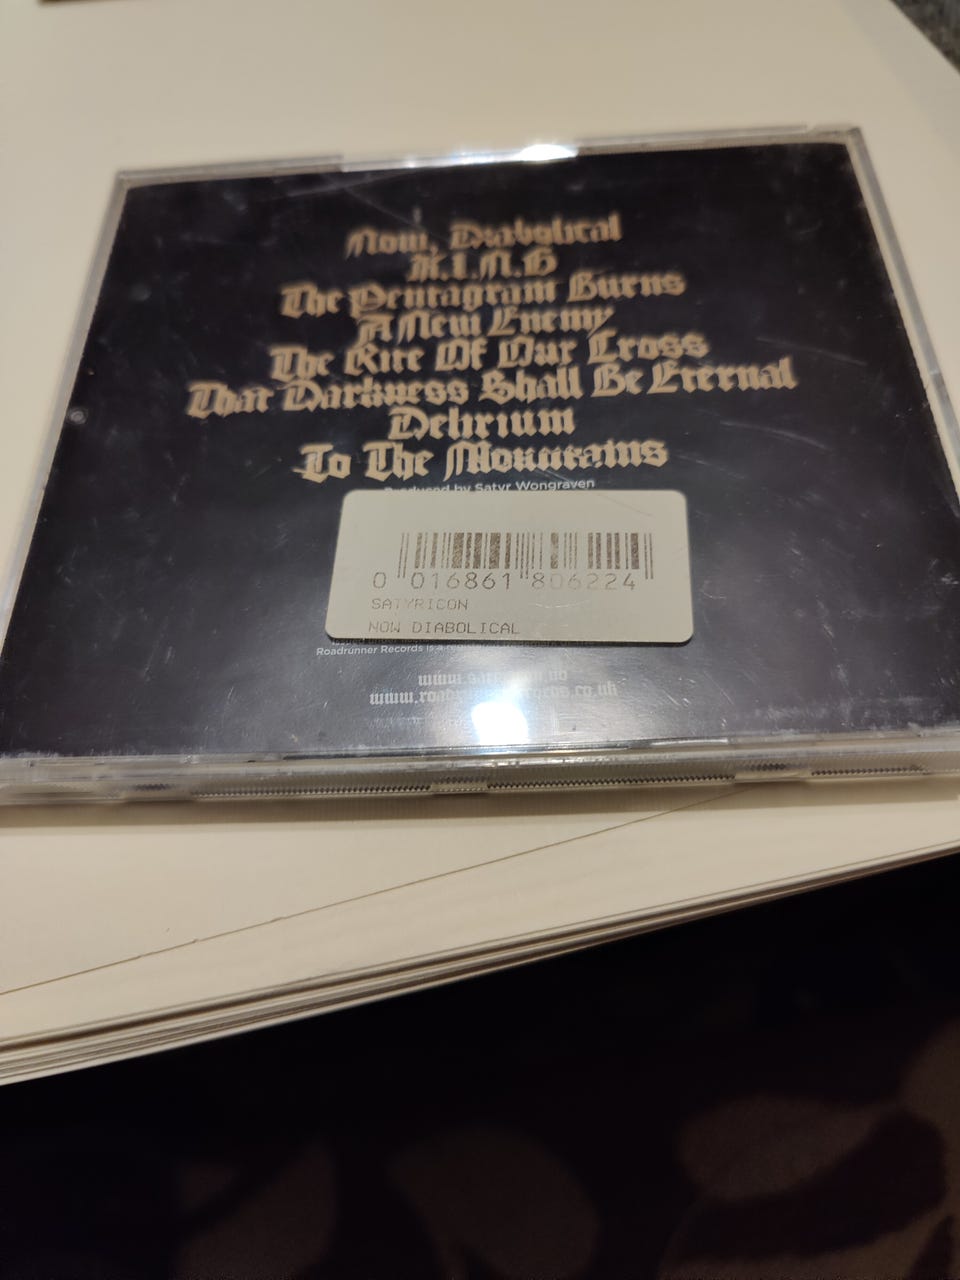 Now, Diabolical
K.I.N.G
The Pentagram Burns
A New Enemy
The Rite Of Our Cross
That Darkness Shall Be Eternal
Delirium
To The Mountains
Produced by Satyr Wongraven
0 016861 806224
SATYRICON
NOW DIABOLICAL
Roadrunner Records is a